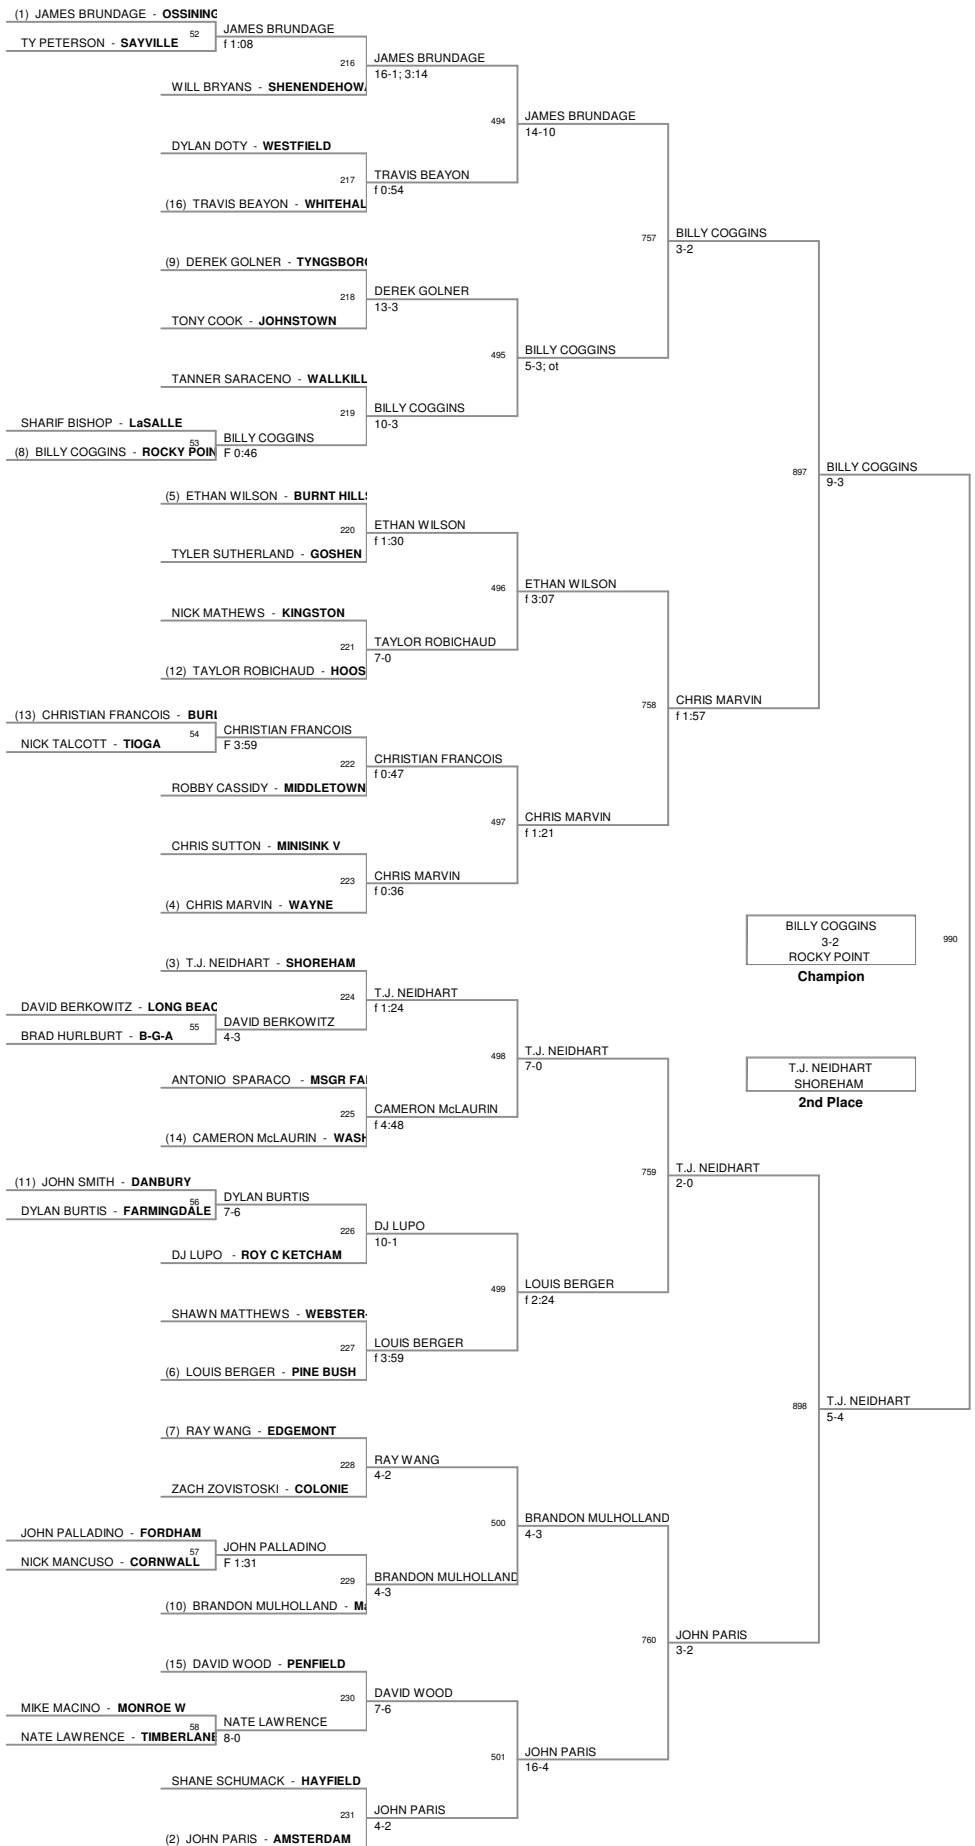 (1) JAMES BRUNDAGE - OSSINING
52
JAMES BRUNDAGE
TY PETERSON - SAYVILLE
f 1:08
216
JAMES BRUNDAGE
16-1; 3:14
WILL BRYANS - SHENENDEHOWA
494
JAMES BRUNDAGE
14-10
DYLAN DOTY - WESTFIELD
217
TRAVIS BEAYON
f 0:54
(16) TRAVIS BEAYON - WHITEHAL
757
BILLY COGGINS
3-2
(9) DEREK GOLNER - TYNGSBORO
218
DEREK GOLNER
13-3
TONY COOK - JOHNSTOWN
495
BILLY COGGINS
5-3; ot
TANNER SARACENO - WALLKILL
219
BILLY COGGINS
10-3
SHARIF BISHOP - LaSALLE
53
BILLY COGGINS
(8) BILLY COGGINS - ROCKY POIN
F 0:46
897
BILLY COGGINS
9-3
(5) ETHAN WILSON - BURNT HILLS
220
ETHAN WILSON
f 1:30
TYLER SUTHERLAND - GOSHEN
496
ETHAN WILSON
f 3:07
NICK MATHEWS - KINGSTON
221
TAYLOR ROBICHAUD
7-0
(12) TAYLOR ROBICHAUD - HOOS
758
CHRIS MARVIN
f 1:57
(13) CHRISTIAN FRANCOIS - BURL
54
CHRISTIAN FRANCOIS
NICK TALCOTT - TIOGA
F 3:59
222
CHRISTIAN FRANCOIS
f 0:47
ROBBY CASSIDY - MIDDLETOWN
497
CHRIS MARVIN
f 1:21
CHRIS SUTTON - MINISINK V
223
CHRIS MARVIN
f 0:36
(4) CHRIS MARVIN - WAYNE
BILLY COGGINS
3-2
ROCKY POINT
Champion
990
(3) T.J. NEIDHART - SHOREHAM
224
T.J. NEIDHART
f 1:24
DAVID BERKOWITZ - LONG BEAC
55
DAVID BERKOWITZ
BRAD HURLBURT - B-G-A
4-3
498
T.J. NEIDHART
7-0
T.J. NEIDHART
SHOREHAM
2nd Place
ANTONIO SPARACO - MSGR FA
225
CAMERON McLAURIN
f 4:48
(14) CAMERON McLAURIN - WASH
759
T.J. NEIDHART
2-0
(11) JOHN SMITH - DANBURY
56
DYLAN BURTIS
DYLAN BURTIS - FARMINGDALE
7-6
226
DJ LUPO
10-1
DJ LUPO - ROY C KETCHAM
499
LOUIS BERGER
f 2:24
SHAWN MATTHEWS - WEBSTER-
227
LOUIS BERGER
f 3:59
(6) LOUIS BERGER - PINE BUSH
898
T.J. NEIDHART
5-4
(7) RAY WANG - EDGEMONT
228
RAY WANG
4-2
ZACH ZOVISTOSKI - COLONIE
500
BRANDON MULHOLLAND
4-3
JOHN PALLADINO - FORDHAM
57
JOHN PALLADINO
NICK MANCUSO - CORNWALL
F 1:31
229
BRANDON MULHOLLAND
4-3
(10) BRANDON MULHOLLAND - Ma
760
JOHN PARIS
3-2
(15) DAVID WOOD - PENFIELD
230
DAVID WOOD
7-6
MIKE MACINO - MONROE W
58
NATE LAWRENCE
NATE LAWRENCE - TIMBERLANE
8-0
501
JOHN PARIS
16-4
SHANE SCHUMACK - HAYFIELD
231
JOHN PARIS
4-2
(2) JOHN PARIS - AMSTERDAM